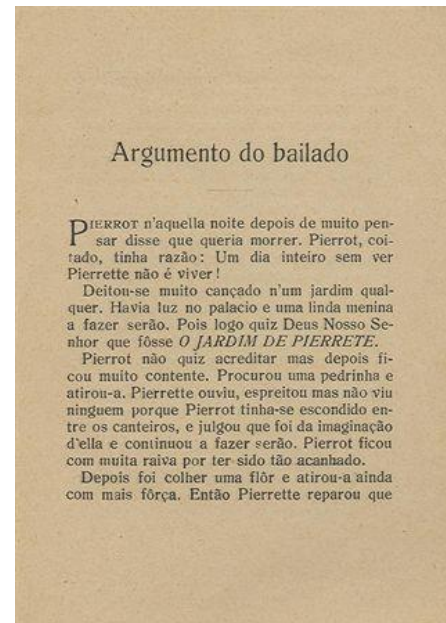 Argumento do bailado
PIERROT n'aquella noite depois de muito pen-
sar disse que queria morrer. Pierrot, coi-
tado, tinha razão: Um dia inteiro sem ver
Pierrette não é viver!
Deitou-se muito cançado n'um jardim qual-
quer. Havia luz no palacio e uma linda menina
a fazer serão. Pois logo quiz Deus Nosso Se-
nhor que fôsse O JARDIM DE PIERRETE.
Pierrot não quiz acreditar mas depois fi-
cou muito contente. Procurou uma pedrinha e
atirou-a. Pierrette ouviu, espreitou mas não viu
ninguem porque Pierrot tinha-se escondido en-
tre os canteiros, e julgou que foi da imaginação
d'ella e continuou a fazer serão. Pierrot ficou
com muita raiva por ter sido tão acanhado.
Depois foi colher uma flôr e atirou-a ainda
com mais fôrça. Então Pierrette reparou que